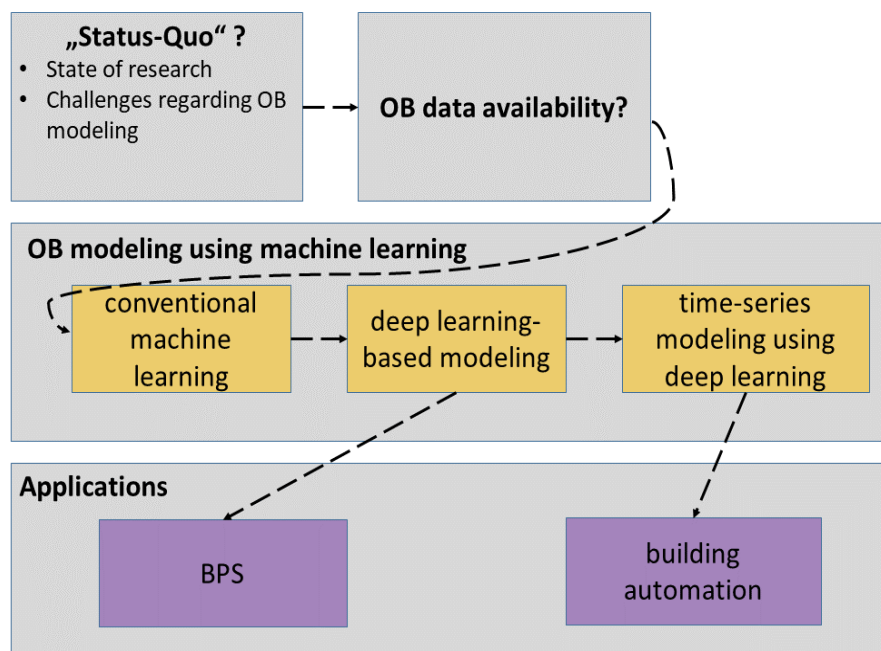 „Status-Quo“ ?
• State of research
• Challenges regarding OB
modeling
OB data availability?
OB modeling using machine learning
conventional
machine
learning
deep learning-
based modeling
time-series
modeling using
deep learning
Applications
BPS
building
automation